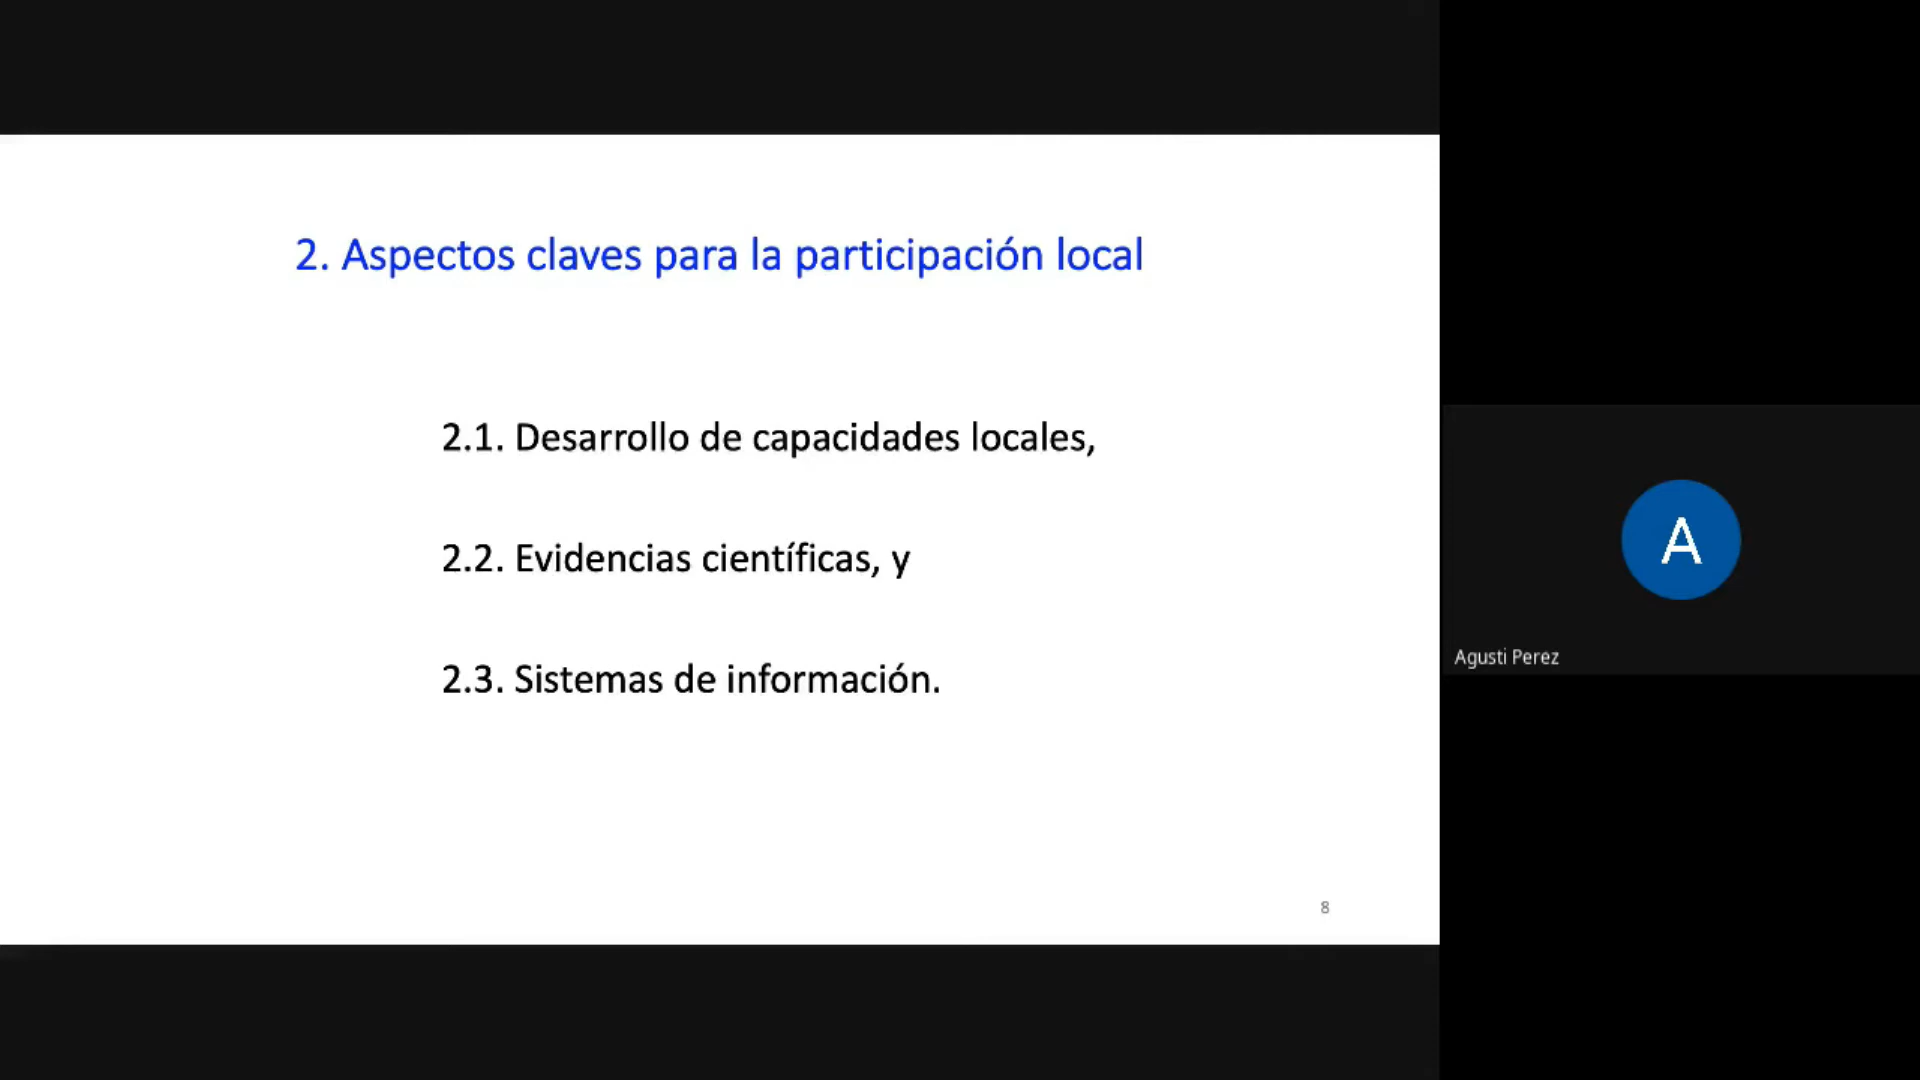 2. Aspectos claves para la participación local
2.1. Desarrollo de capacidades locales,
2.2. Evidencias científicas, y
2.3. Sistemas de información.
8
A
Agusti Perez